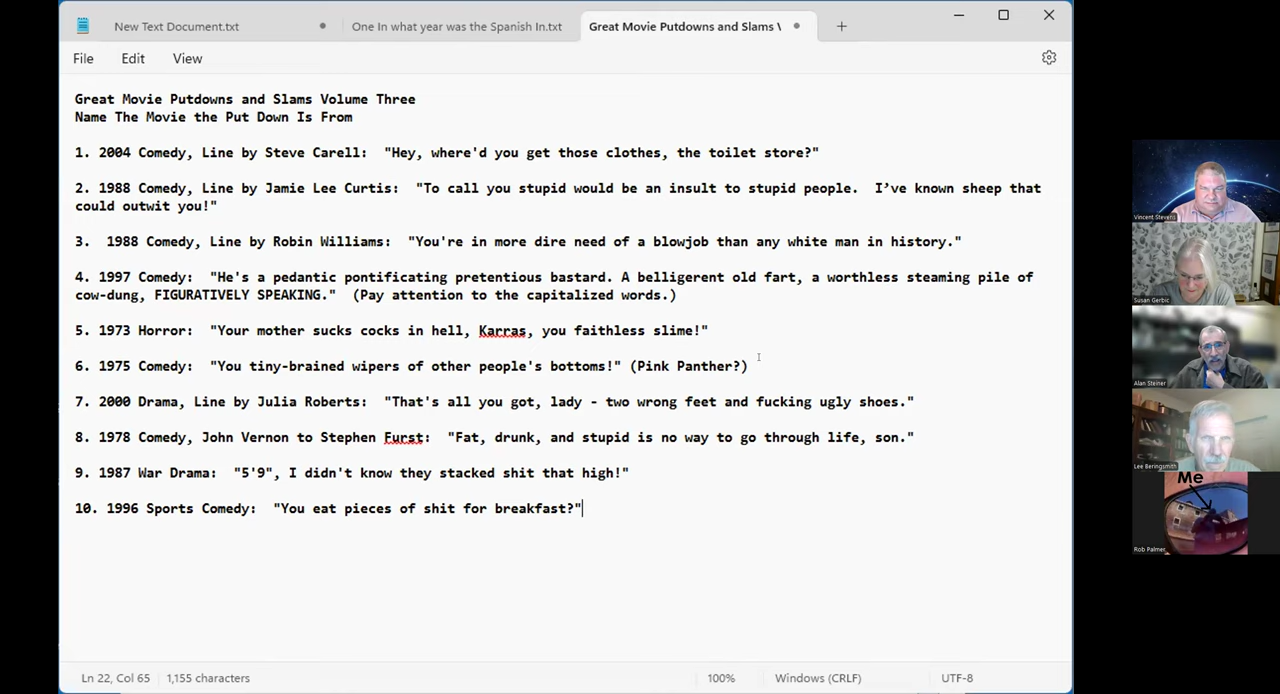 New Text Document.txt
One In what year was the Spanish In.txt
Great Movie Putdowns and Slams V
File
Edit
View
Great Movie Putdowns and Slams Volume Three
Name The Movie the Put Down Is From
1. 2004 Comedy, Line by Steve Carell:  "Hey, where'd you get those clothes, the toilet store?"
2. 1988 Comedy, Line by Jamie Lee Curtis:  "To call you stupid would be an insult to stupid people.  I’ve known sheep that
could outwit you!"
3.  1988 Comedy, Line by Robin Williams:  "You're in more dire need of a blowjob than any white man in history."
4. 1997 Comedy:  "He's a pedantic pontificating pretentious bastard. A belligerent old fart, a worthless steaming pile of
cow-dung, FIGURATIVELY SPEAKING."  (Pay attention to the capitalized words.)
5. 1973 Horror:  "Your mother sucks cocks in hell, Karras, you faithless slime!"
6. 1975 Comedy:  "You tiny-brained wipers of other people's bottoms!" (Pink Panther?)
7. 2000 Drama, Line by Julia Roberts:  "That's all you got, lady - two wrong feet and fucking ugly shoes."
8. 1978 Comedy, John Vernon to Stephen Furst:  "Fat, drunk, and stupid is no way to go through life, son."
9. 1987 War Drama:  "5'9", I didn't know they stacked shit that high!"
10. 1996 Sports Comedy:  "You eat pieces of shit for breakfast?"
Ln 22, Col 65
1,155 characters
100%
Windows (CRLF)
UTF-8
Vincent Stevens
Susan Gerbic
Alan Steiner
Lee Beringsmith
Me
Rob Palmer